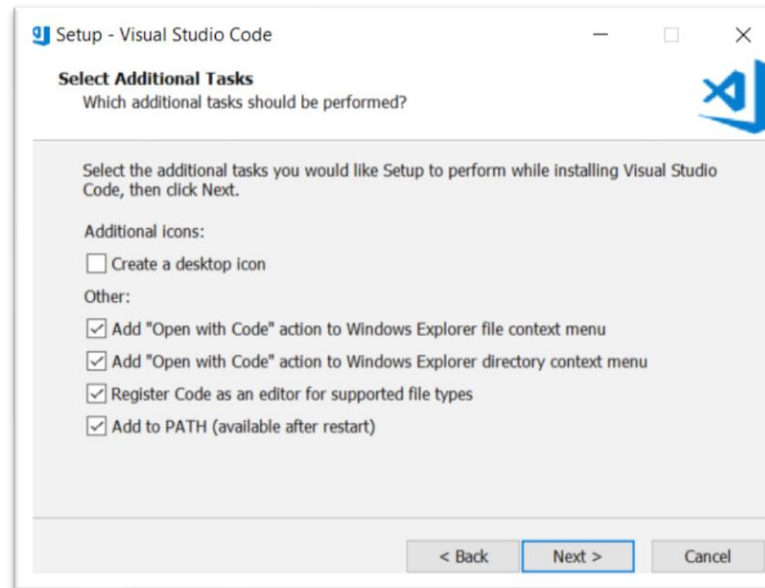 Setup - Visual Studio Code
Select Additional Tasks
Which additional tasks should be performed?
Select the additional tasks you would like Setup to perform while installing Visual Studio
Code, then click Next.
Additional icons:
Create a desktop icon
Other:
Add "Open with Code" action to Windows Explorer file context menu
Add "Open with Code" action to Windows Explorer directory context menu
Register Code as an editor for supported file types
Add to PATH (available after restart)
< Back Next > Cancel